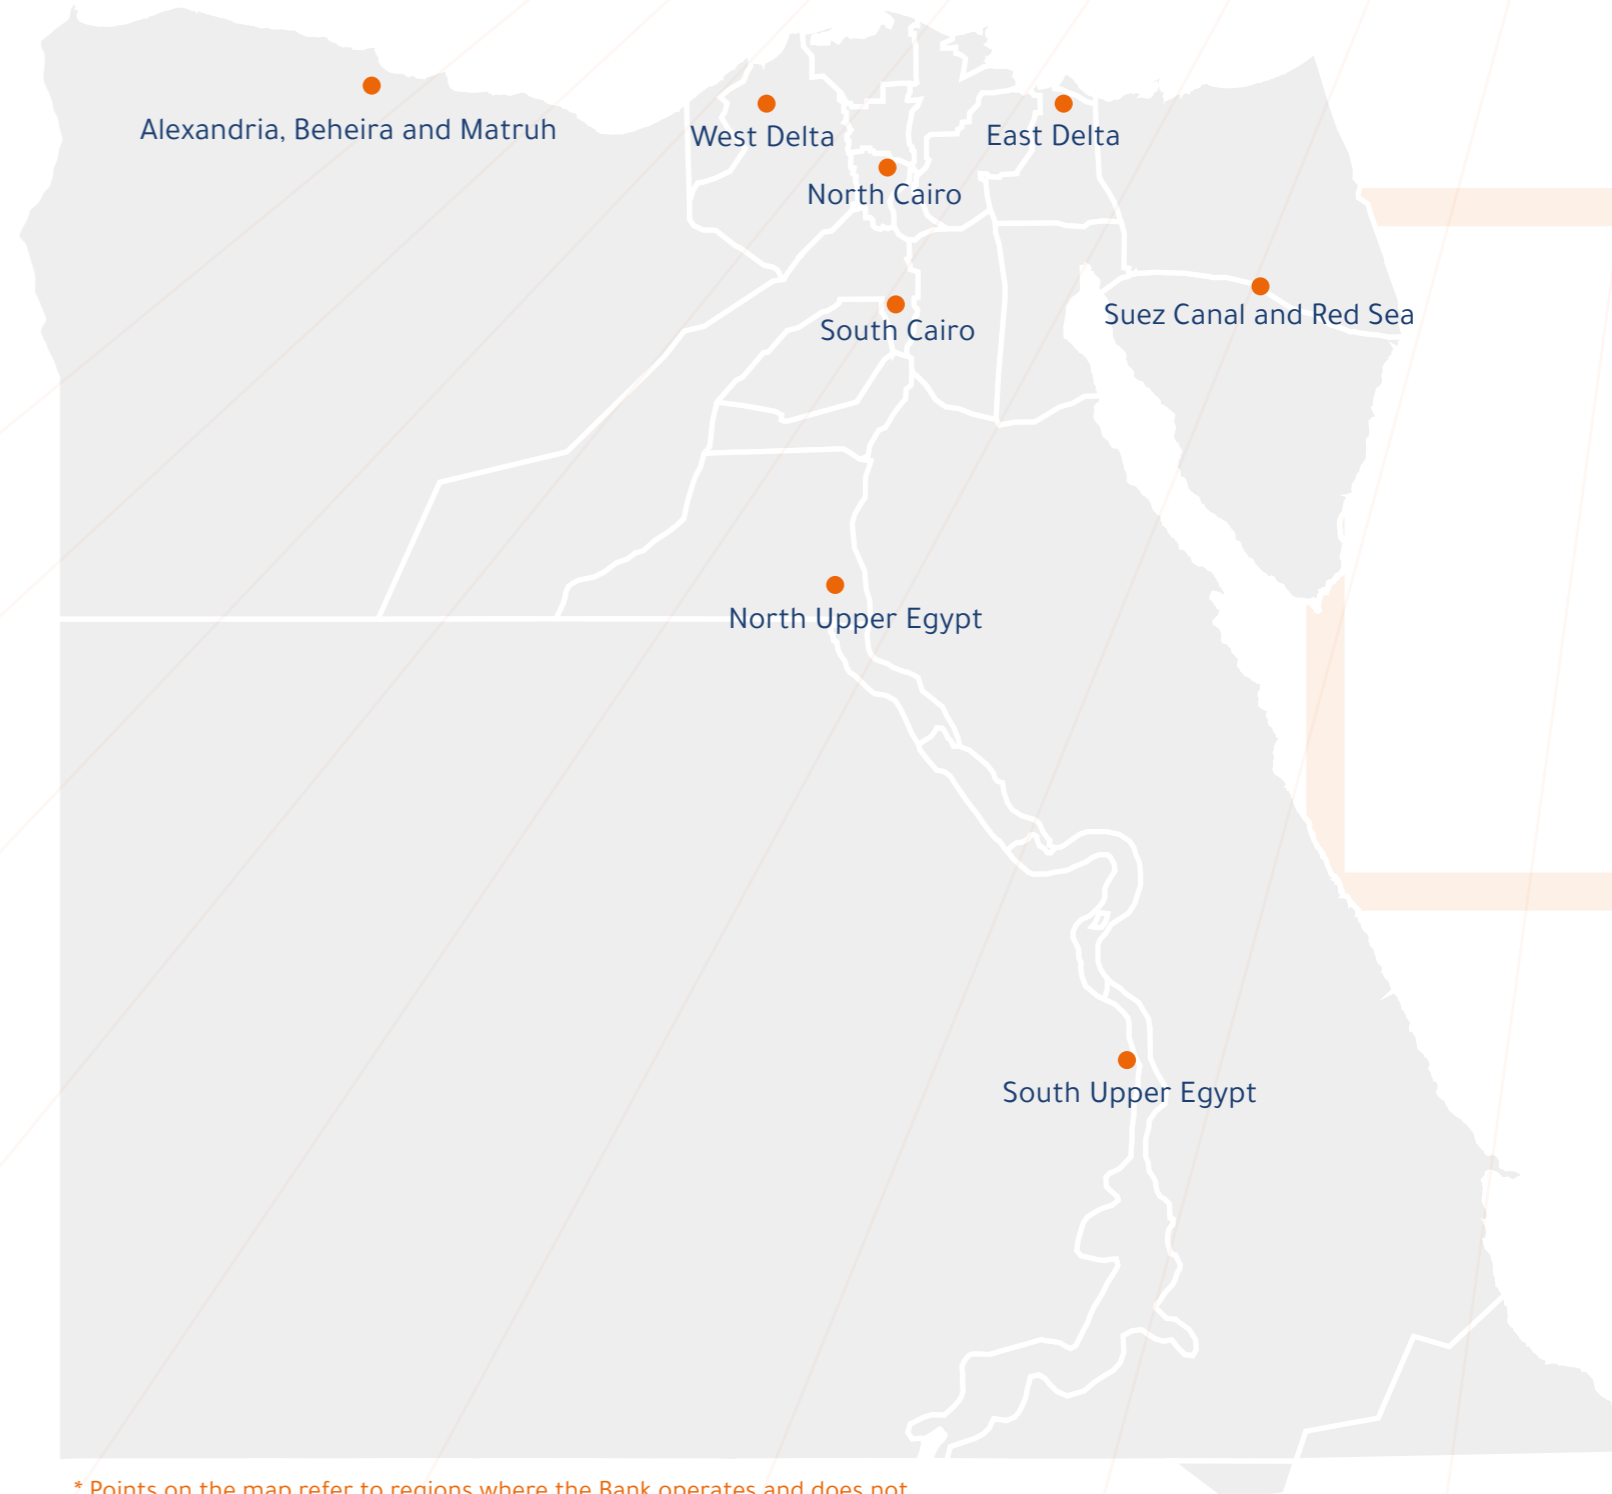 Alexandria, Beheira and Matruh
West Delta
East Delta
North Cairo
Suez Canal and Red Sea
South Cairo
North Upper Egypt
South Upper Egypt
* Points on the map refer to regions where the Bank operates and does not